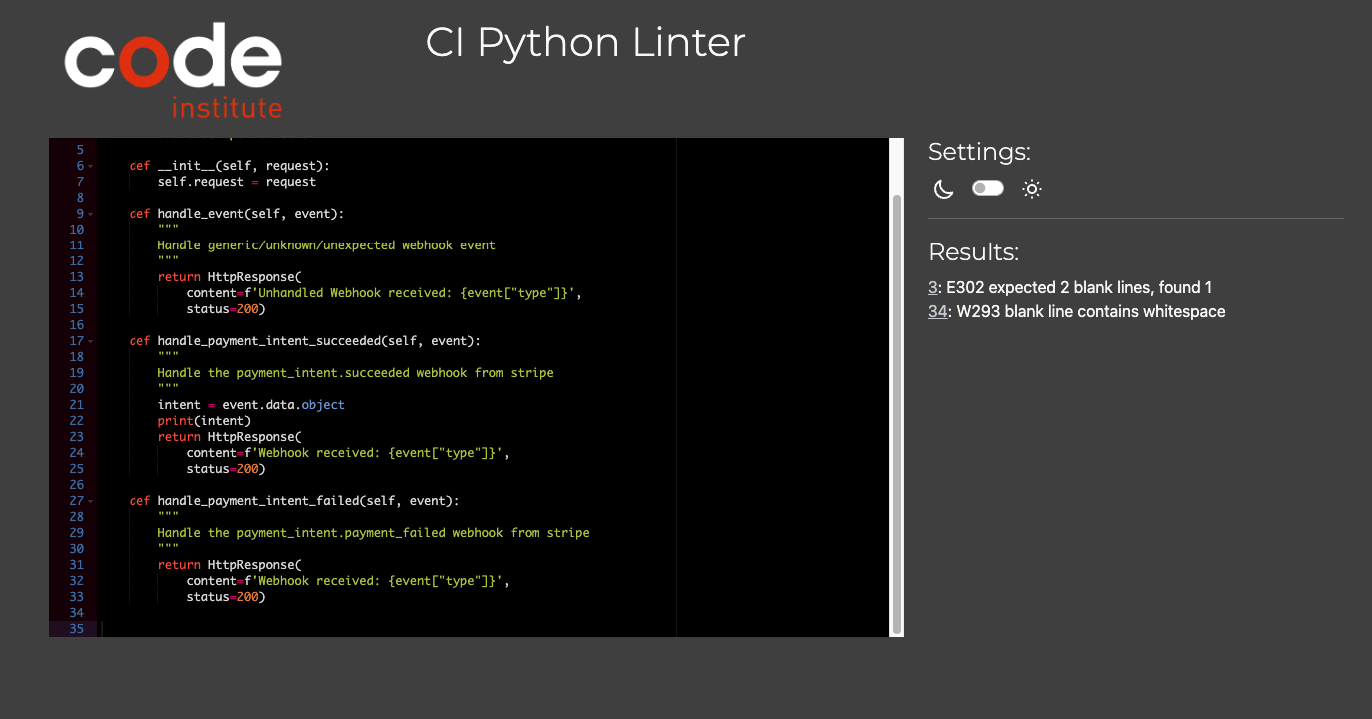 code
institute
CI Python Linter
5
6 def __init__(self, request):
7 self.request = request
8
9 def handle_event(self, event):
10 """
11 Handle generic/unknown/unexpected webhook event
12 """
13 return HttpResponse(
14 content=f'Unhandled Webhook received: {event["type"]}',
15 status=200)
16
17 def handle_payment_intent_succeeded(self, event):
18 """
19 Handle the payment_intent.succeeded webhook from stripe
20 """
21 intent = event.data.object
22 print(intent)
23 return HttpResponse(
24 content=f'Webhook received: {event["type"]}',
25 status=200)
26
27 def handle_payment_intent_failed(self, event):
28 """
29 Handle the payment_intent.payment_failed webhook from stripe
30 """
31 return HttpResponse(
32 content=f'Webhook received: {event["type"]}',
33 status=200)
34
35
Settings:
Results:
3: E302 expected 2 blank lines, found 1
34: W293 blank line contains whitespace